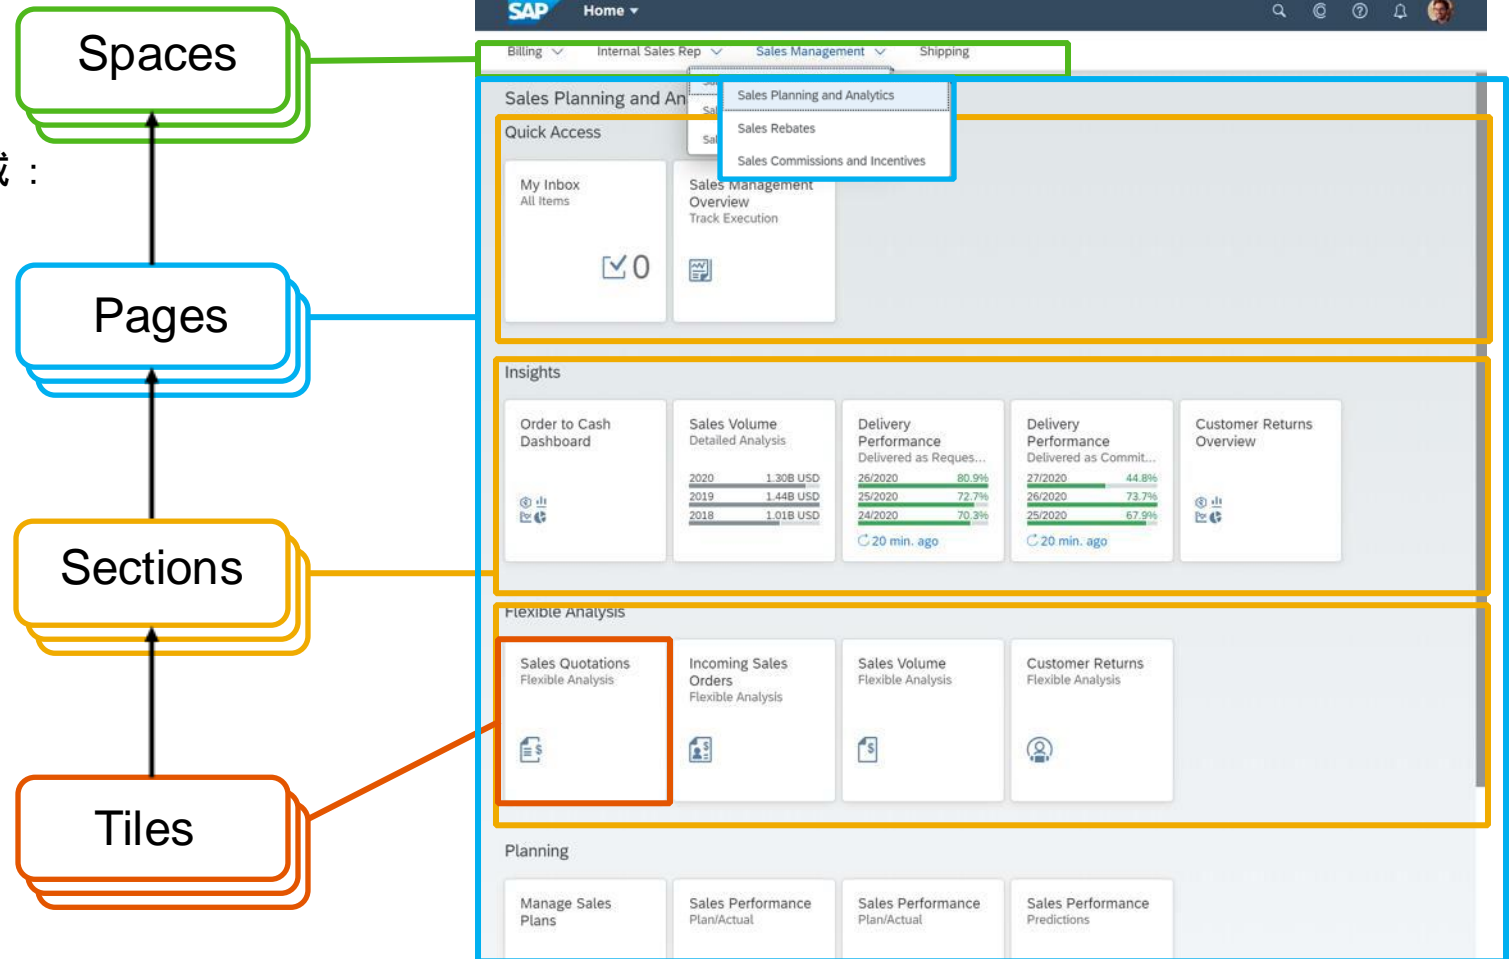 Spaces
成：
Pages
Sections
Tiles
SAP Home
Billing Internal Sales Rep Sales Management Shipping
Sales Planning and An
Sales Planning and Analytics
Sales Rebates
Sales Commissions and Incentives
Quick Access
My Inbox
All Items
0
Sales Management
Overview
Track Execution
Insights
Order to Cash
Dashboard
Sales Volume
Detailed Analysis
2020 1.30B USD
2019 1.44B USD
2018 1.01B USD
Delivery
Performance
Delivered as Reques...
26/2020 80.9%
25/2020 72.7%
24/2020 70.3%
20 min. ago
Delivery
Performance
Delivered as Commit...
27/2020 44.8%
26/2020 73.7%
25/2020 67.9%
20 min. ago
Customer Returns
Overview
Flexible Analysis
Sales Quotations
Flexible Analysis
Incoming Sales
Orders
Flexible Analysis
Sales Volume
Flexible Analysis
Customer Returns
Flexible Analysis
Planning
Manage Sales
Plans
Sales Performance
Plan/Actual
Sales Performance
Plan/Actual
Sales Performance
Predictions